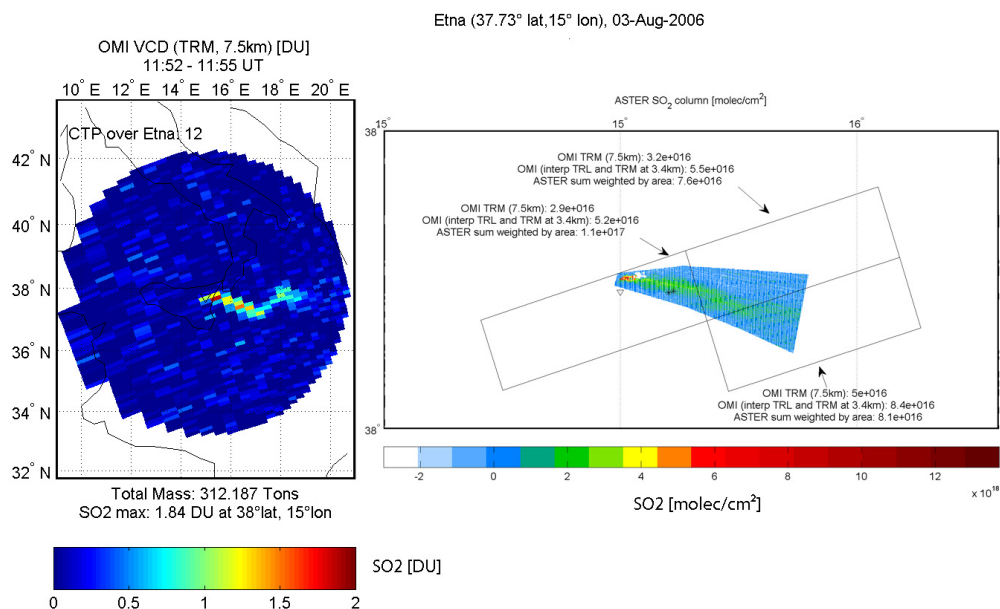 Etna (37.73° lat,15° lon), 03-Aug-2006
OMI VCD (TRM, 7.5km) [DU]
11:52 - 11:55 UT
10° E 12° E 14° E 16° E 18° E 20° E
CTP over Etna: 12
42° N
40° N
38° N
36° N
34° N
32° N
Total Mass: 312.187 Tons
SO2 max: 1.84 DU at 38°lat, 15°lon
SO2 [DU]
0 0.5 1 1.5 2
ASTER SO2 column [molec/cm²]
38° 15° 16°
OMI TRM (7.5km): 3.2e+016
OMI (interp TRL and TRM at 3.4km): 5.5e+016
ASTER sum weighted by area: 7.6e+016
OMI TRM (7.5km): 2.9e+016
OMI (interp TRL and TRM at 3.4km): 5.2e+016
ASTER sum weighted by area: 1.1e+017
OMI TRM (7.5km): 5e+016
OMI (interp TRL and TRM at 3.4km): 8.4e+016
ASTER sum weighted by area: 8.1e+016
38°
-2 0 2 4 6 8 10 12
x 10¹⁸
SO2 [molec/cm²]